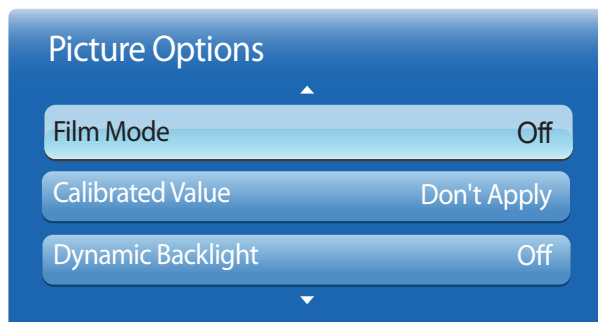 Picture Options
Film Mode Off
Calibrated Value Don't Apply
Dynamic Backlight Off